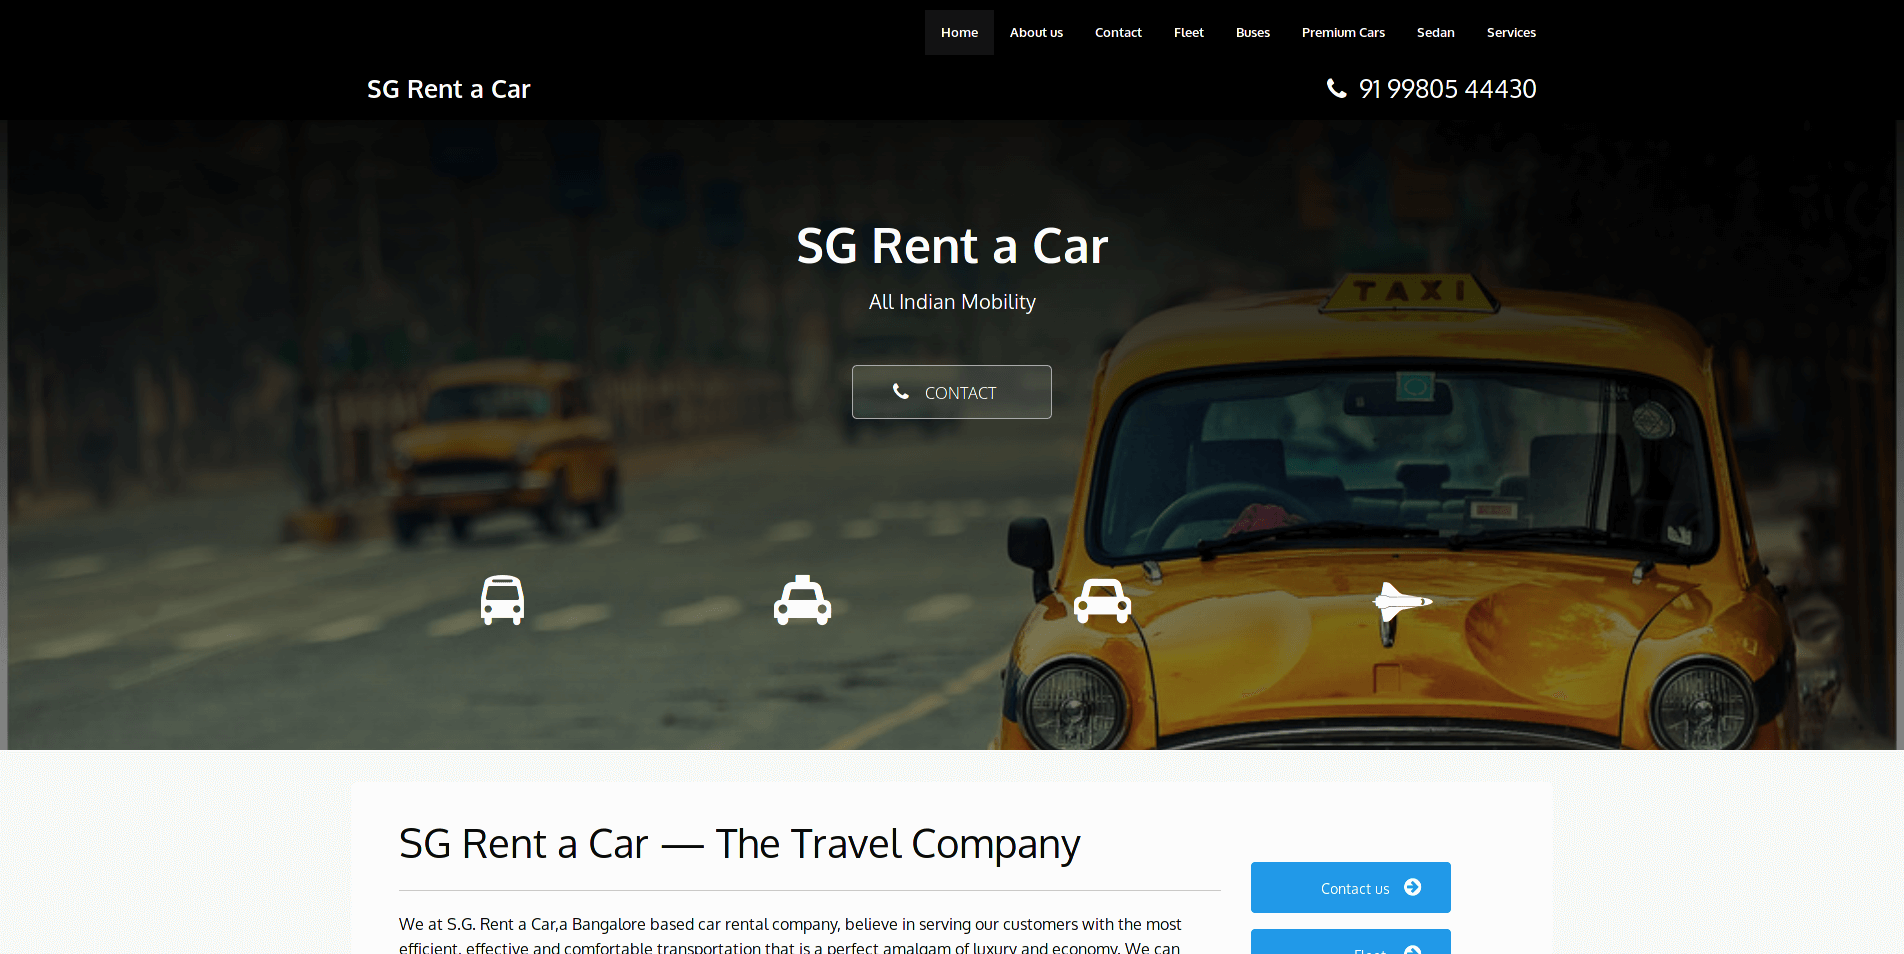 Home About us Contact Fleet Buses Premium Cars Sedan Services
SG Rent a Car
91 99805 44430
SG Rent a Car
All Indian Mobility
CONTACT
TAXI
SG Rent a Car — The Travel Company
Contact us
We at S.G. Rent a Car,a Bangalore based car rental company, believe in serving our customers with the most
efficient, effective and comfortable transportation that is a perfect amalgam of luxury and economy. We can
Fleet